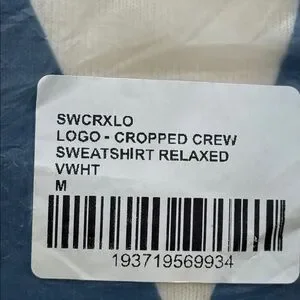 SWCRXLO
LOGO - CROPPED CREW
SWEATSHIRT RELAXED
VWHT
M
193719569934